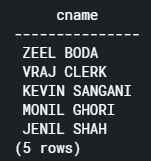 cname
---------------
ZEEL BODA
VRAJ CLERK
KEVIN SANGANI
MONIL GHORI
JENIL SHAH
(5 rows)